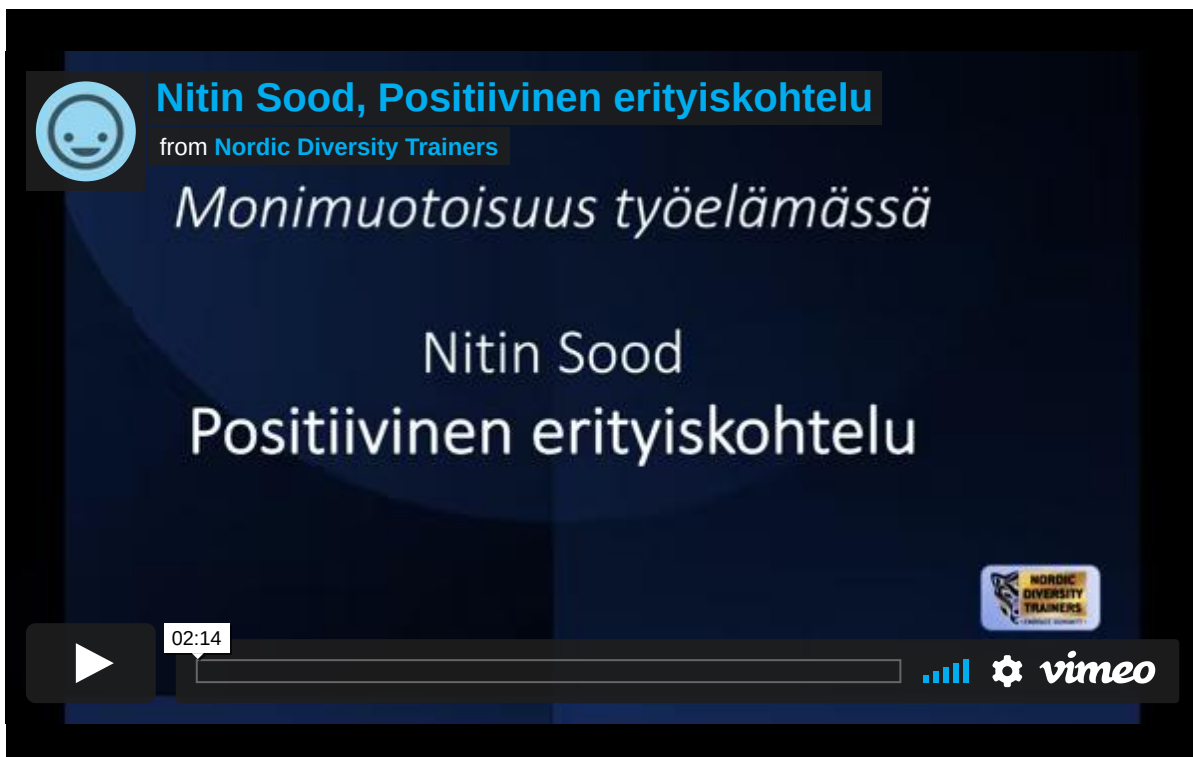 Nitin Sood, Positiivinen erityiskohtelu
from Nordic Diversity Trainers
Monimuotoisuus työelämässä
Nitin Sood
Positiivinen erityiskohtelu
NORDIC
DIVERSITY
TRAINERS
02:14
vimeo